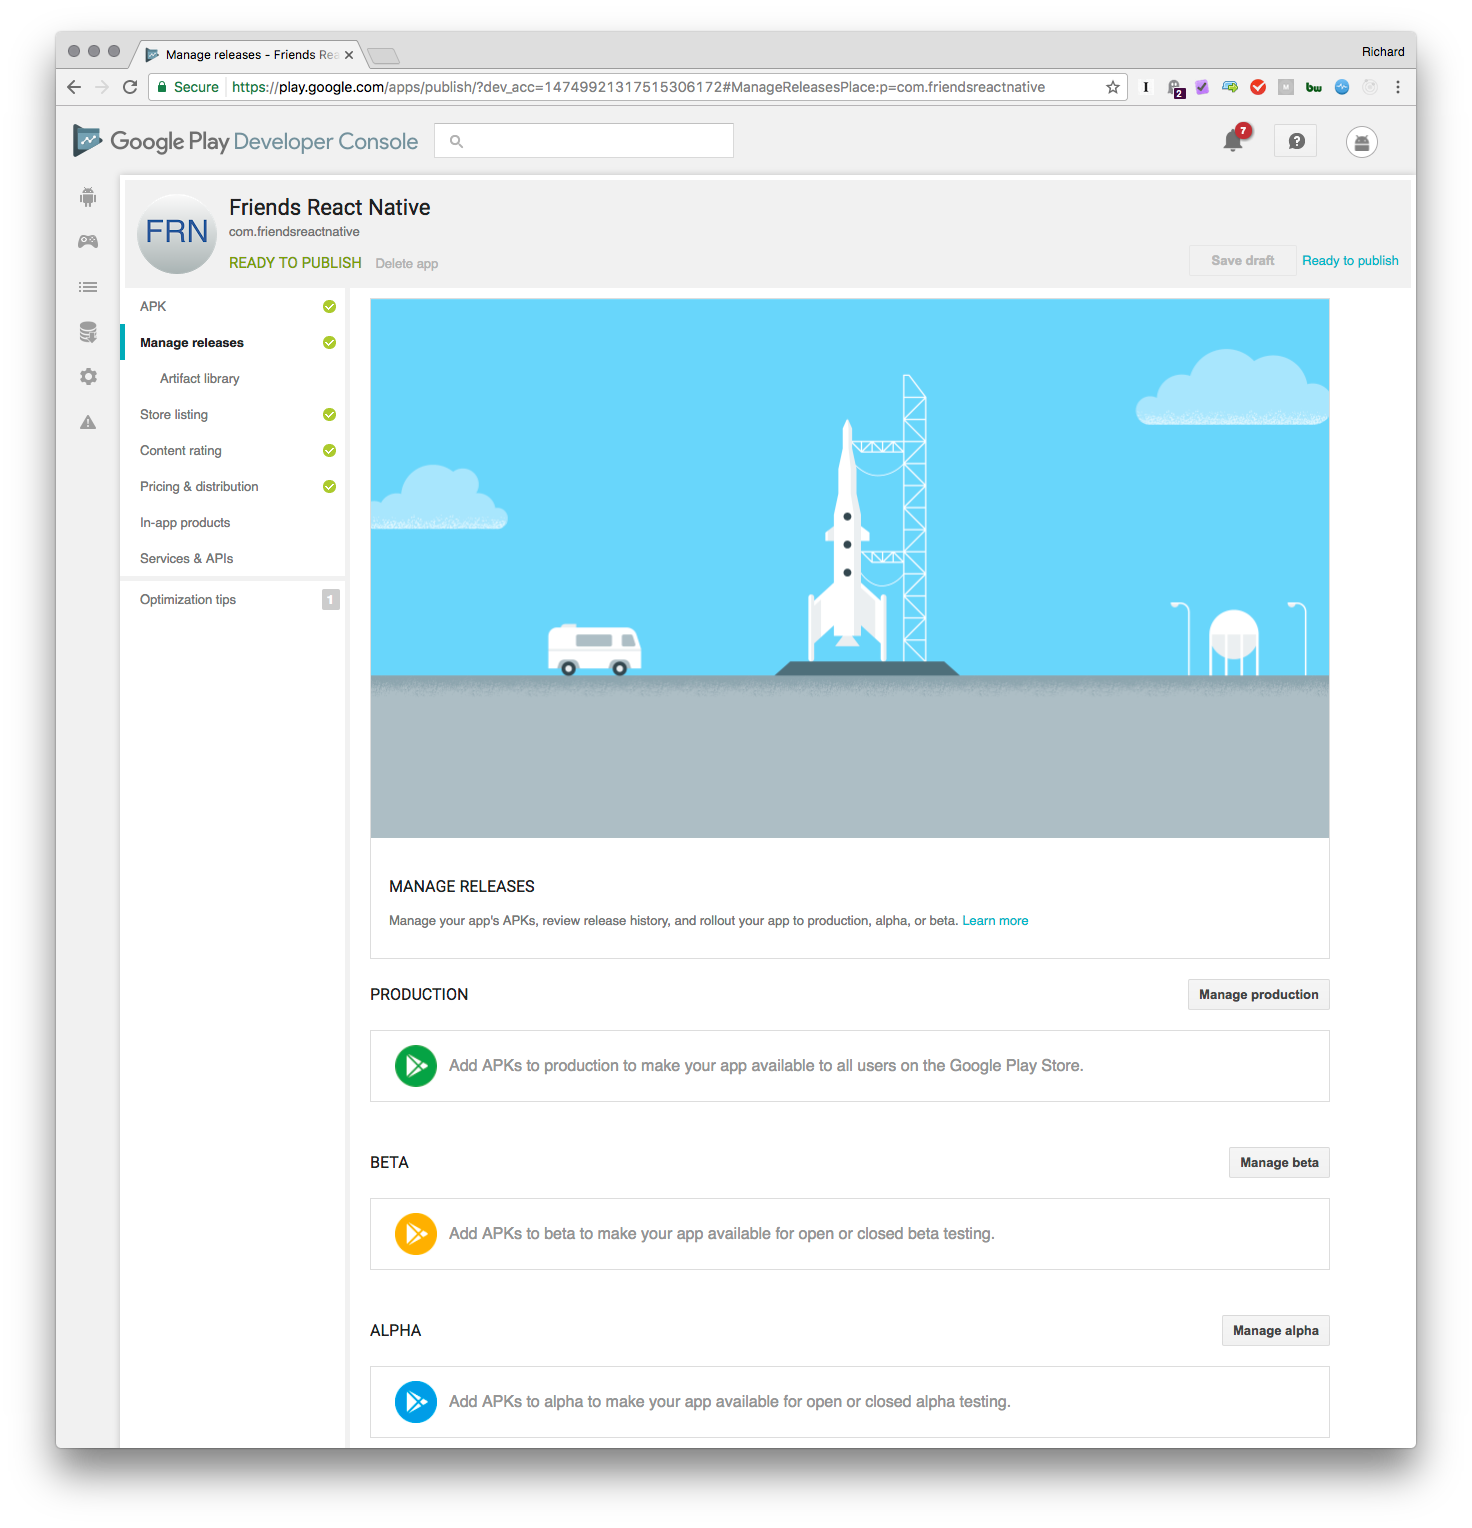 Manage releases - Friends Rea
Richard
Secure https://play.google.com/apps/publish/?dev_acc=14749921317515306172#ManageReleasesPlace:p=com.friendsreactnative
I
2
M
bw
Google Play Developer Console
7
?
FRN
Friends React Native
com.friendsreactnative
READY TO PUBLISH Delete app
Save draft Ready to publish
APK
Manage releases
Artifact library
Store listing
Content rating
Pricing & distribution
In-app products
Services & APIs
Optimization tips 1
MANAGE RELEASES
Manage your app's APKs, review release history, and rollout your app to production, alpha, or beta. Learn more
PRODUCTION
Manage production
Add APKs to production to make your app available to all users on the Google Play Store.
BETA
Manage beta
Add APKs to beta to make your app available for open or closed beta testing.
ALPHA
Manage alpha
Add APKs to alpha to make your app available for open or closed alpha testing.